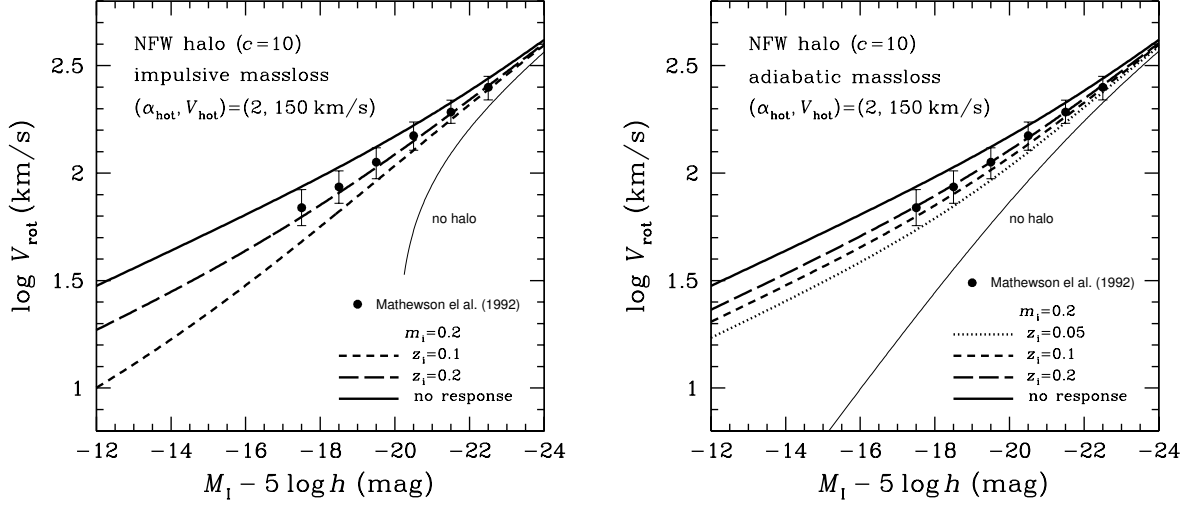 NFW halo (c=10)
impulsive massloss
(α_hot, V_hot)=(2, 150 km/s)
2.5
2
1.5
1
log V_rot (km/s)
no halo
Mathewson el al. (1992)
m_i=0.2
z_i=0.1
z_i=0.2
no response
−12
−14
−16
−18
−20
−22
−24
M_I − 5 log h (mag)
NFW halo (c=10)
adiabatic massloss
(α_hot, V_hot)=(2, 150 km/s)
2.5
2
1.5
1
log V_rot (km/s)
no halo
Mathewson el al. (1992)
m_i=0.2
z_i=0.05
z_i=0.1
z_i=0.2
no response
−12
−14
−16
−18
−20
−22
−24
M_I − 5 log h (mag)